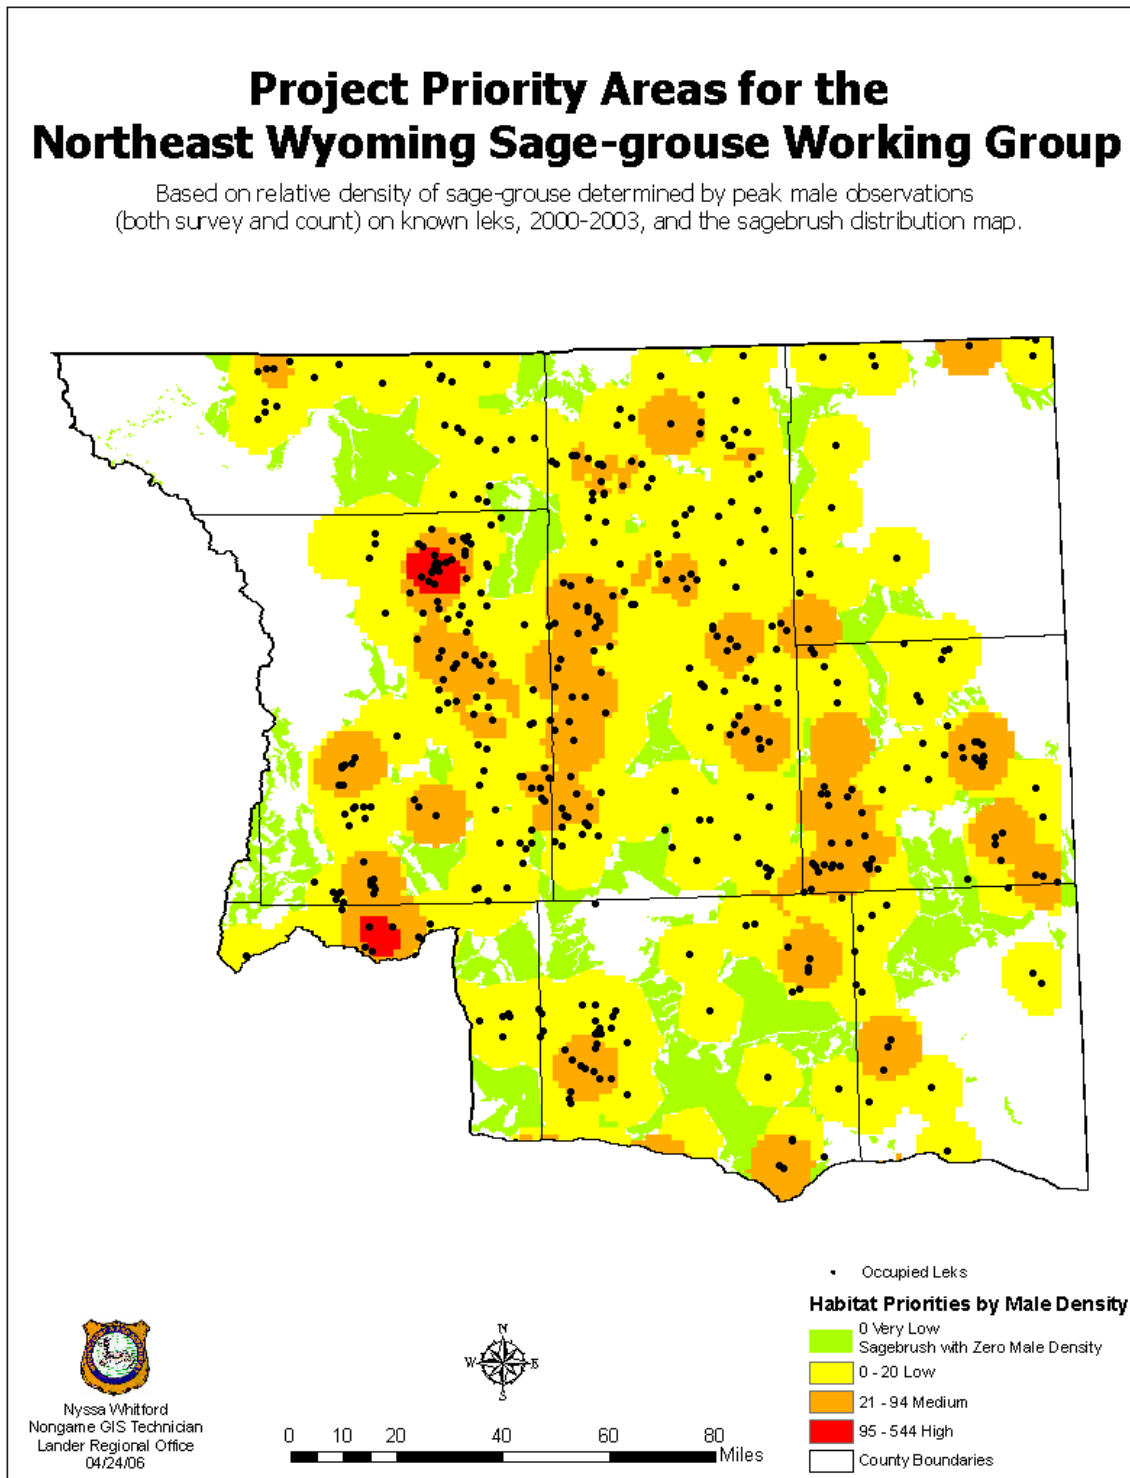 Project Priority Areas for the
Northeast Wyoming Sage-grouse Working Group
Based on relative density of sage-grouse determined by peak male observations
(both survey and count) on known leks, 2000-2003, and the sagebrush distribution map.
Occupied Leks
Habitat Priorities by Male Density
0 Very Low
Sagebrush with Zero Male Density
0 - 20 Low
21 - 94 Medium
95 - 544 High
County Boundaries
N
W E
S
Nyssa Whitford
Nongame GIS Technician
Lander Regional Office
04/24/06
0 10 20 40 60 80
Miles